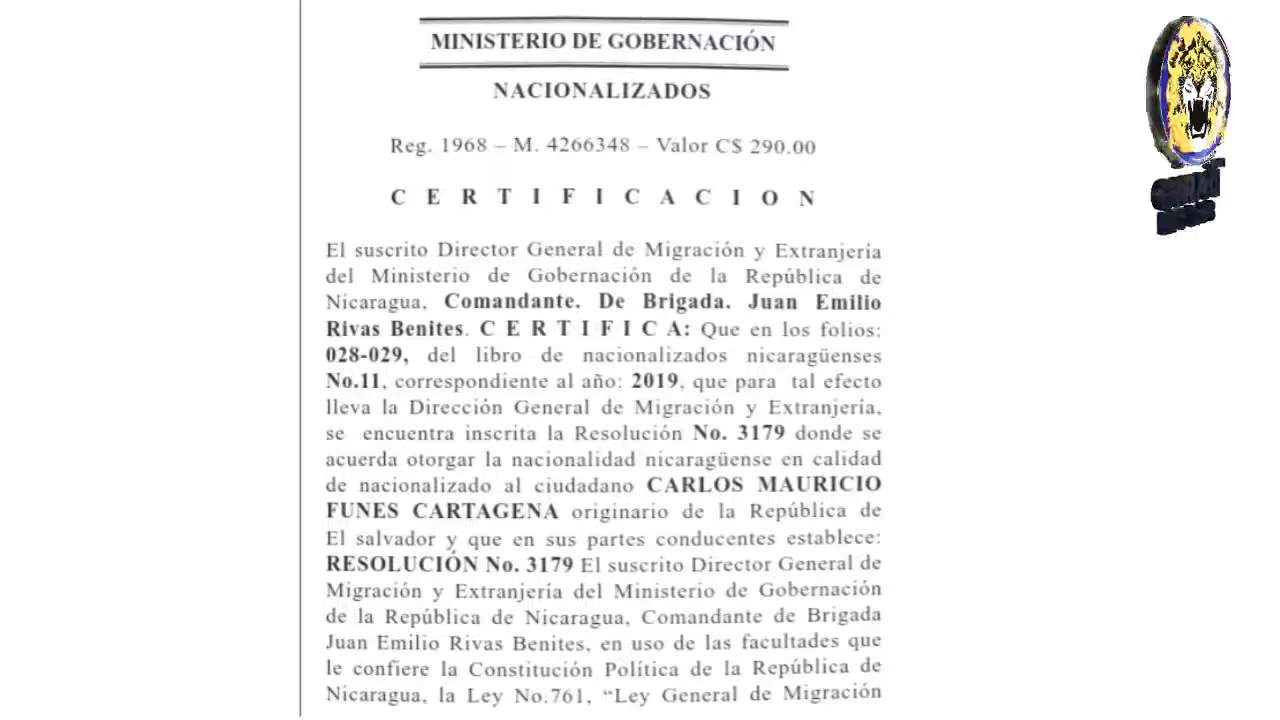 MINISTERIO DE GOBERNACIÓN
NACIONALIZADOS
Reg. 1968 – M. 4266348 – Valor C$ 290.00
C E R T I F I C A C I O N
El suscrito Director General de Migración y Extranjería
del Ministerio de Gobernación de la República de
Nicaragua, Comandante. De Brigada. Juan Emilio
Rivas Benites. C E R T I F I C A: Que en los folios:
028-029, del libro de nacionalizados nicaragüenses
No.11, correspondiente al año: 2019, que para tal efecto
lleva la Dirección General de Migración y Extranjería,
se encuentra inscrita la Resolución No. 3179 donde se
acuerda otorgar la nacionalidad nicaragüense en calidad
de nacionalizado al ciudadano CARLOS MAURICIO
FUNES CARTAGENA originario de la República de
El salvador y que en sus partes conducentes establece:
RESOLUCIÓN No. 3179 El suscrito Director General de
Migración y Extranjería del Ministerio de Gobernación
de la República de Nicaragua, Comandante de Brigada
Juan Emilio Rivas Benites, en uso de las facultades que
le confiere la Constitución Política de la República de
Nicaragua, la Ley No.761, “Ley General de Migración